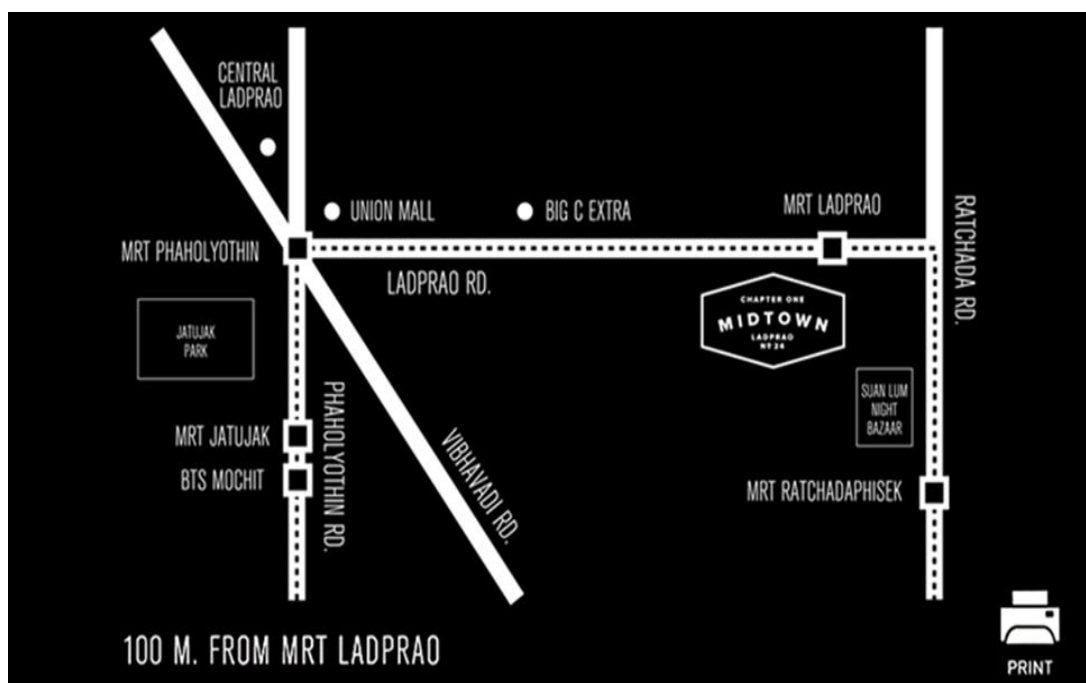 CENTRAL
LADPRAO
UNION MALL
BIG C EXTRA
MRT LADPRAO
RATCHADA RD.
MRT PHAHOLYOTHIN
LADPRAO RD.
CHAPTER ONE
MIDTOWN
LADPRAO
Nº 24
JATUJAK
PARK
SUAN LUM
NIGHT
BAZAAR
PHAHOLYOTHIN RD.
MRT JATUJAK
BTS MOCHIT
VIBHAVADI RD.
MRT RATCHADAPHISEK
100 M. FROM MRT LADPRAO
PRINT